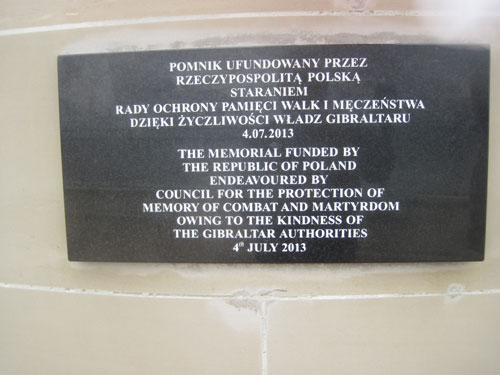 POMNIK UFUNDOWANY PRZEZ
RZECZYPOSPOLITĄ POLSKĄ
STARANIEM
RADY OCHRONY PAMIĘCI WALK I MĘCZEŃSTWA
DZIĘKI ŻYCZLIWOŚCI WŁADZ GIBRALTARU
4.07.2013
THE MEMORIAL FUNDED BY
THE REPUBLIC OF POLAND
ENDEAVOURED BY
COUNCIL FOR THE PROTECTION OF
MEMORY OF COMBAT AND MARTYRDOM
OWING TO THE KINDNESS OF
THE GIBRALTAR AUTHORITIES
4th JULY 2013